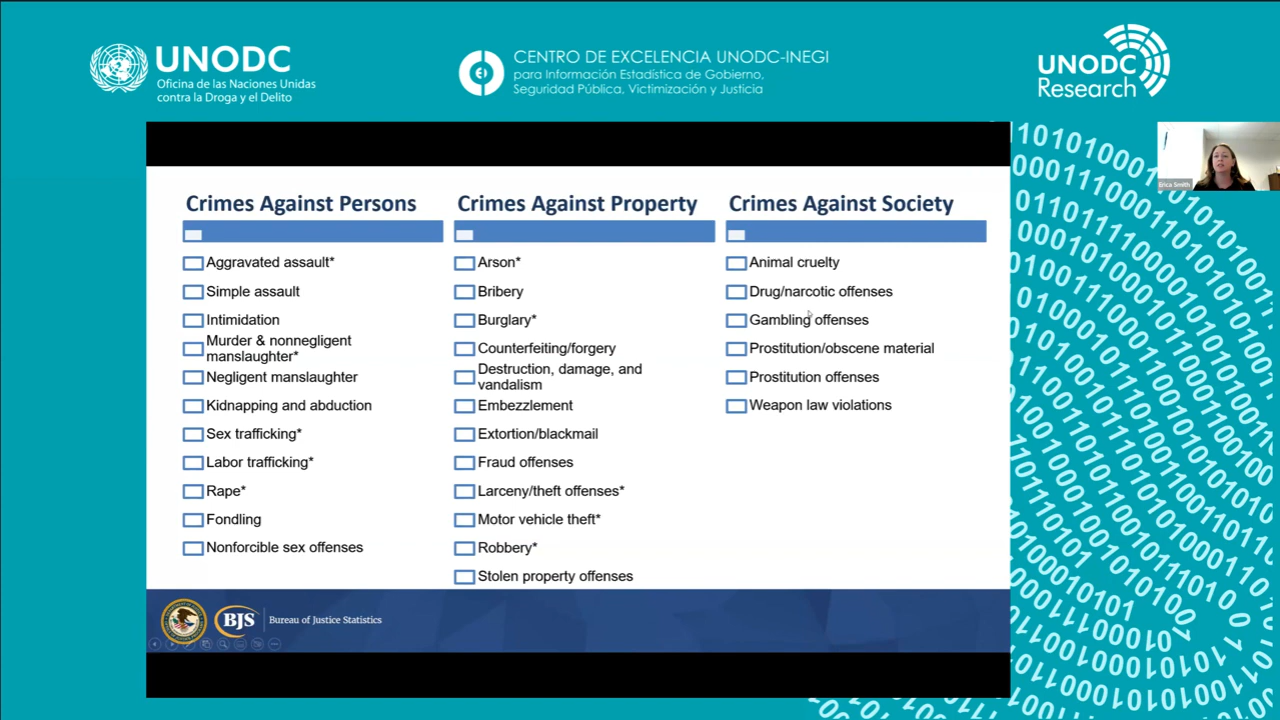 UNODC
Oficina de las Naciones Unidas
contra la Droga y el Delito
CENTRO DE EXCELENCIA UNODC-INEGI
para Información Estadística de Gobierno,
Seguridad Pública, Victimización y Justicia
UNODC
Research
Erica Smith
Crimes Against Persons
Aggravated assault*
Simple assault
Intimidation
Murder & nonnegligent
manslaughter*
Negligent manslaughter
Kidnapping and abduction
Sex trafficking*
Labor trafficking*
Rape*
Fondling
Nonforcible sex offenses
Crimes Against Property
Arson*
Bribery
Burglary*
Counterfeiting/forgery
Destruction, damage, and
vandalism
Embezzlement
Extortion/blackmail
Fraud offenses
Larceny/theft offenses*
Motor vehicle theft*
Robbery*
Stolen property offenses
Crimes Against Society
Animal cruelty
Drug/narcotic offenses
Gambling offenses
Prostitution/obscene material
Prostitution offenses
Weapon law violations
BJS
Bureau of Justice Statistics